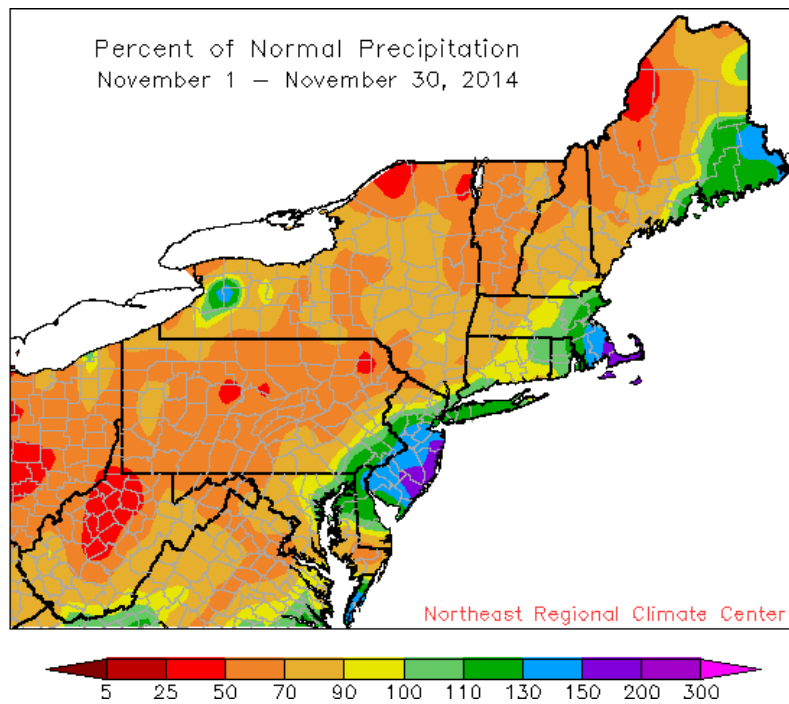 Percent of Normal Precipitation
November 1 – November 30, 2014
Northeast Regional Climate Center
5 25 50 70 90 100 110 130 150 200 300